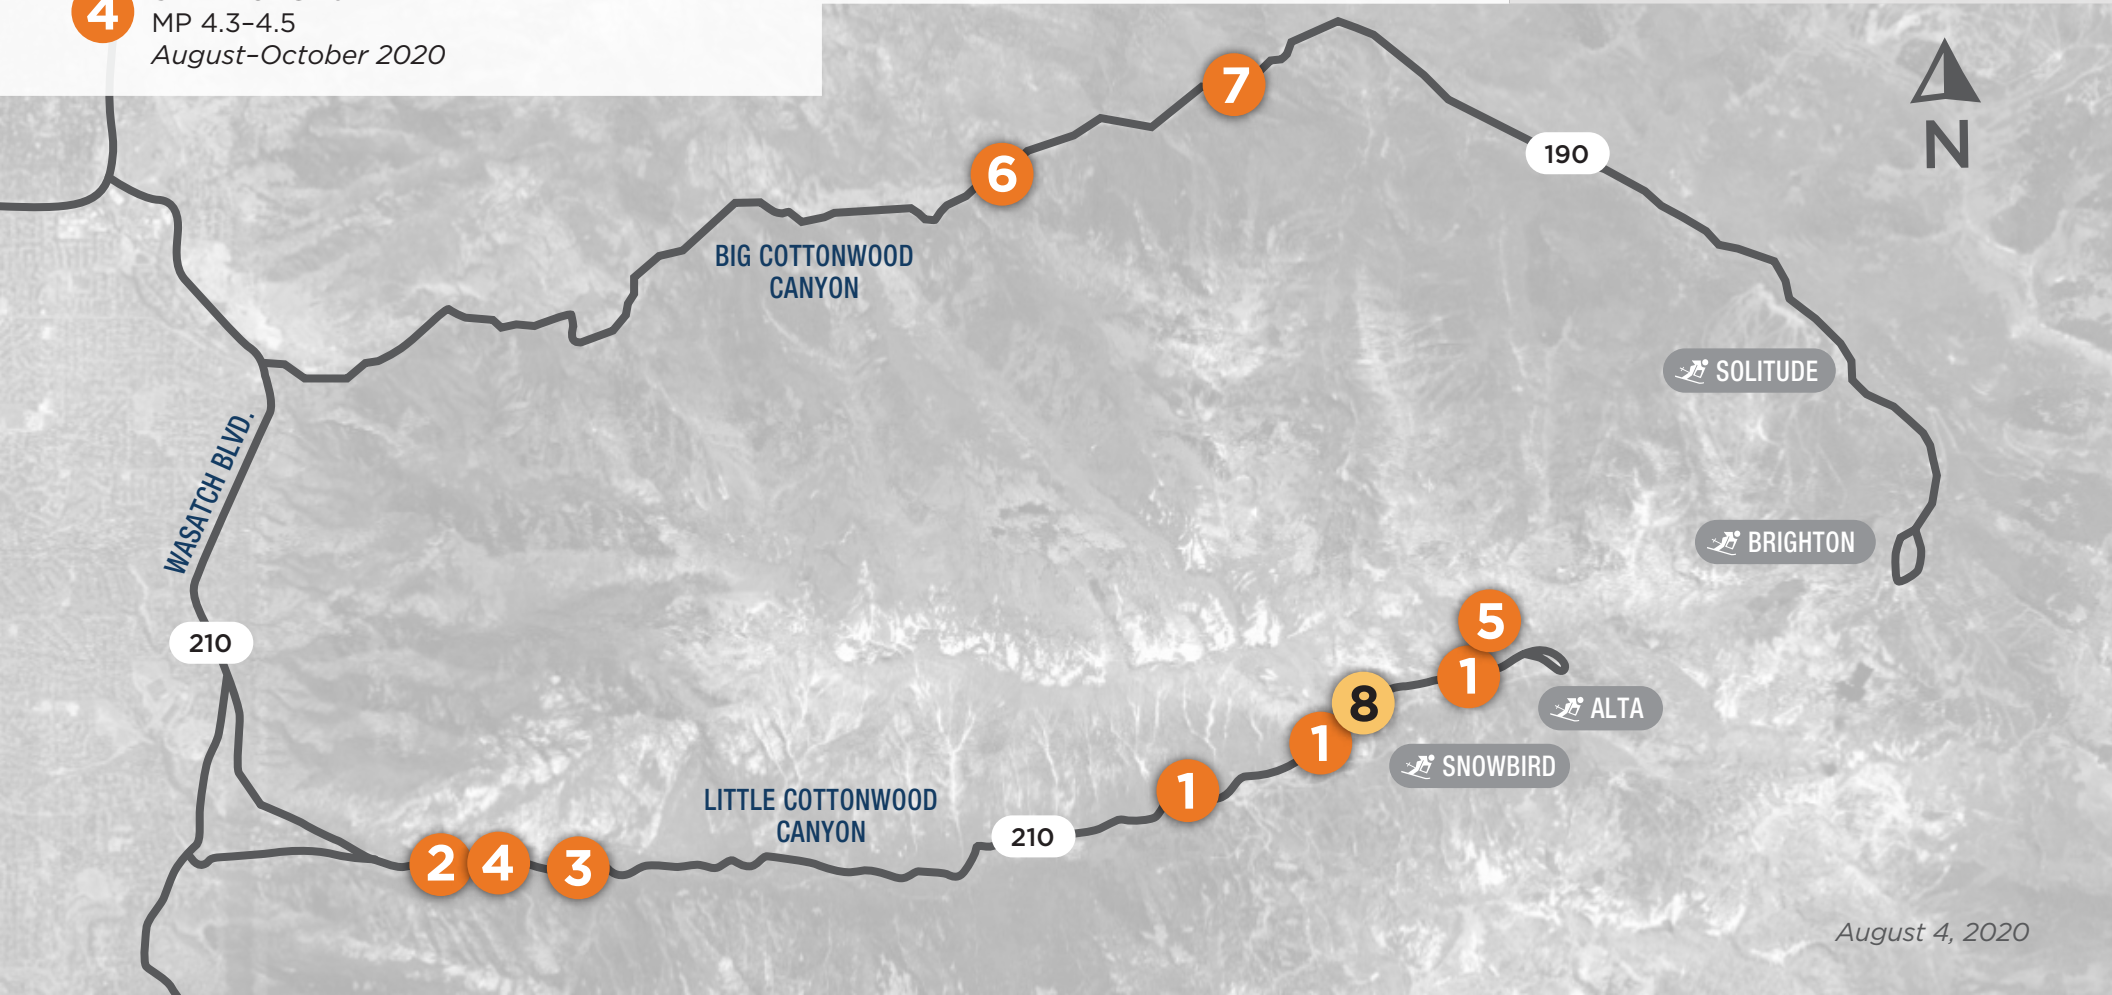 4
MP 4.3–4.5
August–October 2020
7
N
190
6
BIG COTTONWOOD
CANYON
SOLITUDE
WASATCH BLVD.
BRIGHTON
5
210
1
8
ALTA
1
SNOWBIRD
1
LITTLE COTTONWOOD
CANYON
210
2
4
3
August 4, 2020